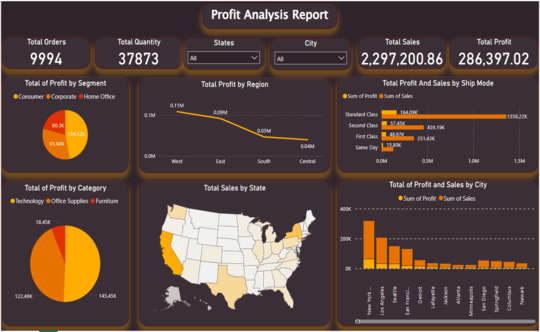 Profit Analysis Report
Total Orders
9994
Total Quantity
37873
States
All
City
All
Total Sales
2,297,200.86
Total Profit
286,397.02
Total of Profit by Segment
Consumer Corporate Home Office
60.3K
91.98K
134.12K
Total Profit by Region
0.1M
0.0M
0.11M
0.09M
0.05M
0.04M
West East South Central
Total Profit And Sales by Ship Mode
Sum of Profit Sum of Sales
Standard Class
164.09K
1358.22K
Second Class
57.45K
459.19K
First Class
48.97K
351.43K
Same Day
15.89K
0.0M 0.5M 1.0M 1.5M
Total of Profit by Category
Technology Office Supplies Furniture
18.45K
122.49K
145.45K
Total Sales by State
Total of Profit and Sales by City
Sum of Profit Sum of Sales
400K
200K
0K
New York ...
Los Angeles
Seattle
San Franci...
Detroit
Lafayette
Jackson
Atlanta
Minneapolis
San Diego
Springfield
Columbus
Newark